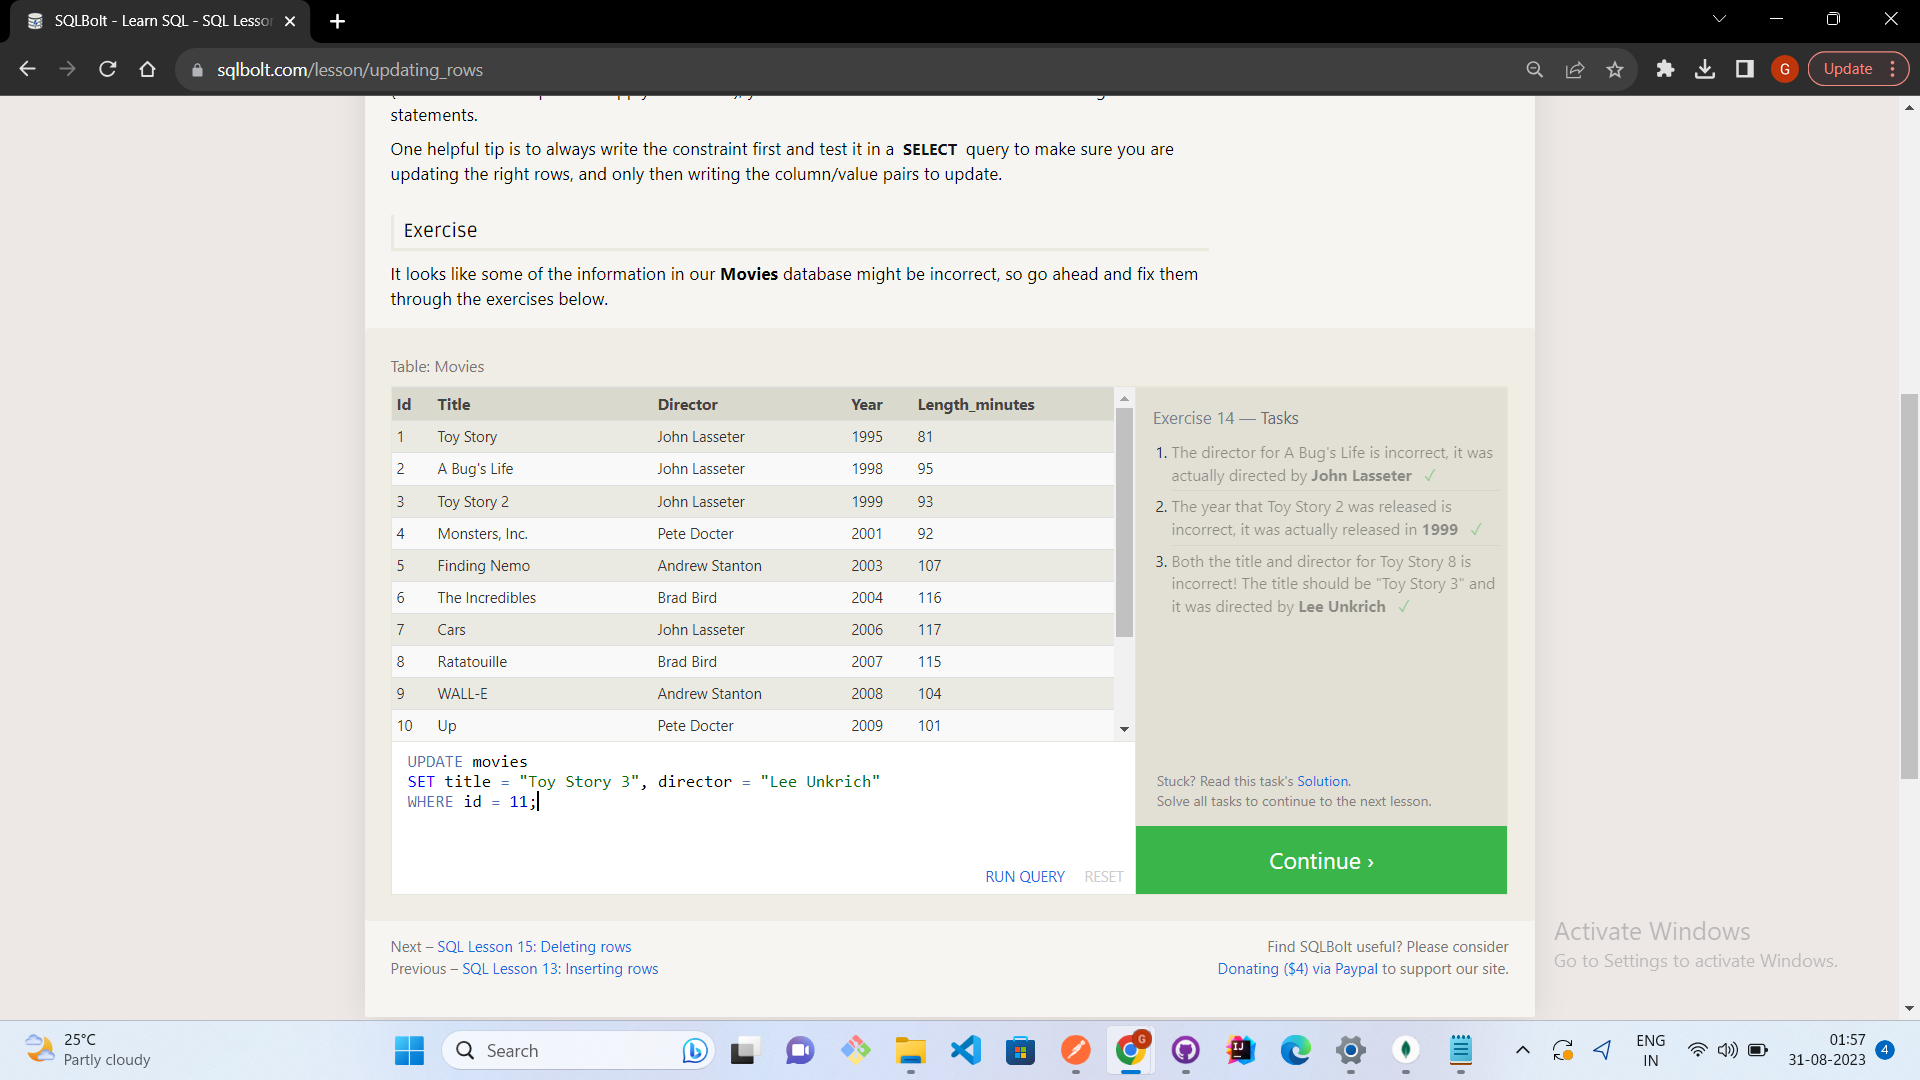 SQLBolt - Learn SQL - SQL Lesson
sqlbolt.com/lesson/updating_rows
G
Update
statements.
One helpful tip is to always write the constraint first and test it in a SELECT query to make sure you are
updating the right rows, and only then writing the column/value pairs to update.
Exercise
It looks like some of the information in our Movies database might be incorrect, so go ahead and fix them
through the exercises below.
Table: Movies
Id Title Director Year Length_minutes
1 Toy Story John Lasseter 1995 81
2 A Bug's Life John Lasseter 1998 95
3 Toy Story 2 John Lasseter 1999 93
4 Monsters, Inc. Pete Docter 2001 92
5 Finding Nemo Andrew Stanton 2003 107
6 The Incredibles Brad Bird 2004 116
7 Cars John Lasseter 2006 117
8 Ratatouille Brad Bird 2007 115
9 WALL-E Andrew Stanton 2008 104
10 Up Pete Docter 2009 101
UPDATE movies
SET title = "Toy Story 3", director = "Lee Unkrich"
WHERE id = 11;
RUN QUERY RESET
Exercise 14 — Tasks
1. The director for A Bug's Life is incorrect, it was
actually directed by John Lasseter ✓
2. The year that Toy Story 2 was released is
incorrect, it was actually released in 1999 ✓
3. Both the title and director for Toy Story 8 is
incorrect! The title should be "Toy Story 3" and
it was directed by Lee Unkrich ✓
Stuck? Read this task's Solution.
Solve all tasks to continue to the next lesson.
Continue ›
Next – SQL Lesson 15: Deleting rows
Previous – SQL Lesson 13: Inserting rows
Find SQLBolt useful? Please consider
Donating ($4) via Paypal to support our site.
Activate Windows
Go to Settings to activate Windows.
25°C
Partly cloudy
Search
G
IJ
ENG
IN
01:57
31-08-2023
4